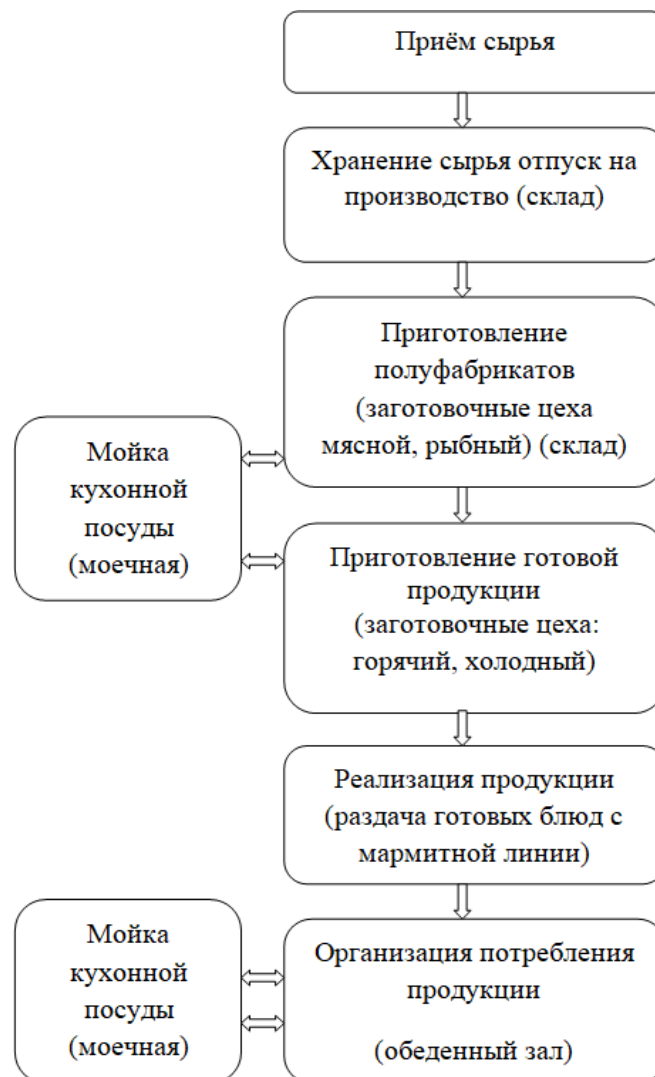 Приём сырья
Хранение сырья отпуск на
производство (склад)
Приготовление
полуфабрикатов
(заготовочные цеха
мясной, рыбный) (склад)
Мойка
кухонной
посуды
(моечная)
Приготовление готовой
продукции
(заготовочные цеха:
горячий, холодный)
Реализация продукции
(раздача готовых блюд с
мармитной линии)
Мойка
кухонной
посуды
(моечная)
Организация потребления
продукции
(обеденный зал)